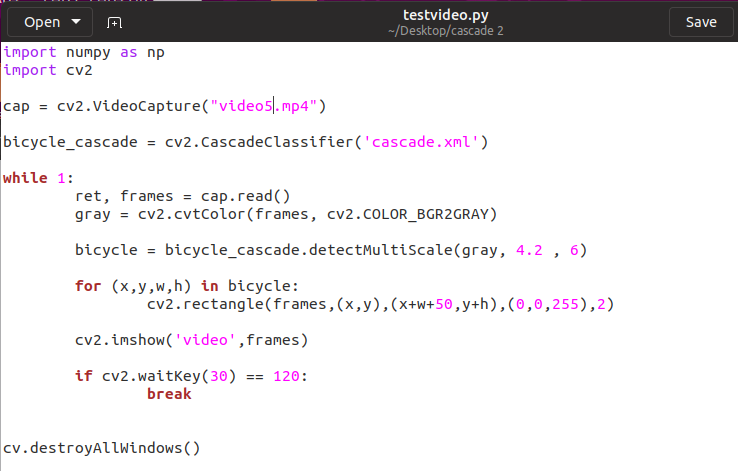 Open
testvideo.py
~/Desktop/cascade 2
Save
import numpy as np
import cv2
cap = cv2.VideoCapture("video5.mp4")
bicycle_cascade = cv2.CascadeClassifier('cascade.xml')
while 1:
        ret, frames = cap.read()
        gray = cv2.cvtColor(frames, cv2.COLOR_BGR2GRAY)
        bicycle = bicycle_cascade.detectMultiScale(gray, 4.2 , 6)
        for (x,y,w,h) in bicycle:
                cv2.rectangle(frames,(x,y),(x+w+50,y+h),(0,0,255),2)
        cv2.imshow('video',frames)
        if cv2.waitKey(30) == 120:
                break
cv.destroyAllWindows()